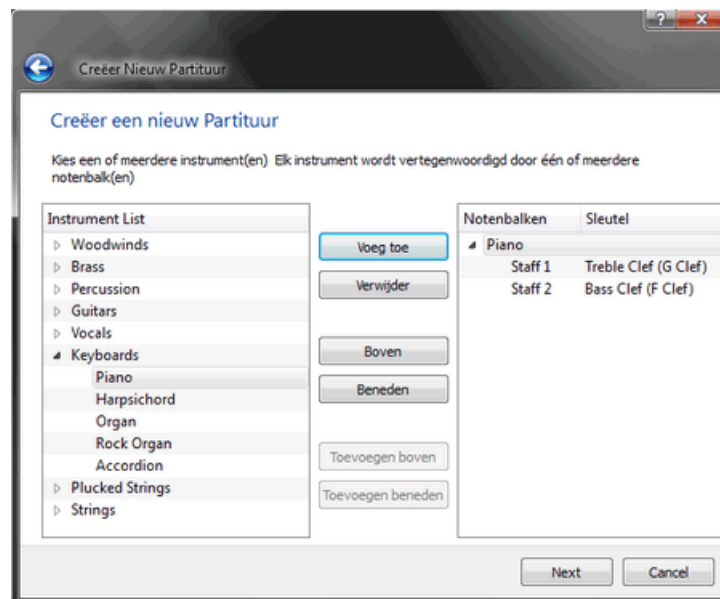 Creëer Nieuw Partituur
Creëer een nieuw Partituur
Kies een of meerdere instrument(en) Elk instrument wordt vertegenwoordigd door één of meerdere
notenbalk(en)
Instrument List
Woodwinds
Brass
Percussion
Guitars
Vocals
Keyboards
Piano
Harpsichord
Organ
Rock Organ
Accordion
Plucked Strings
Strings
Voeg toe
Verwijder
Boven
Beneden
Toevoegen boven
Toevoegen beneden
Notenbalken Sleutel
Piano
Staff 1 Treble Clef (G Clef)
Staff 2 Bass Clef (F Clef)
Next Cancel